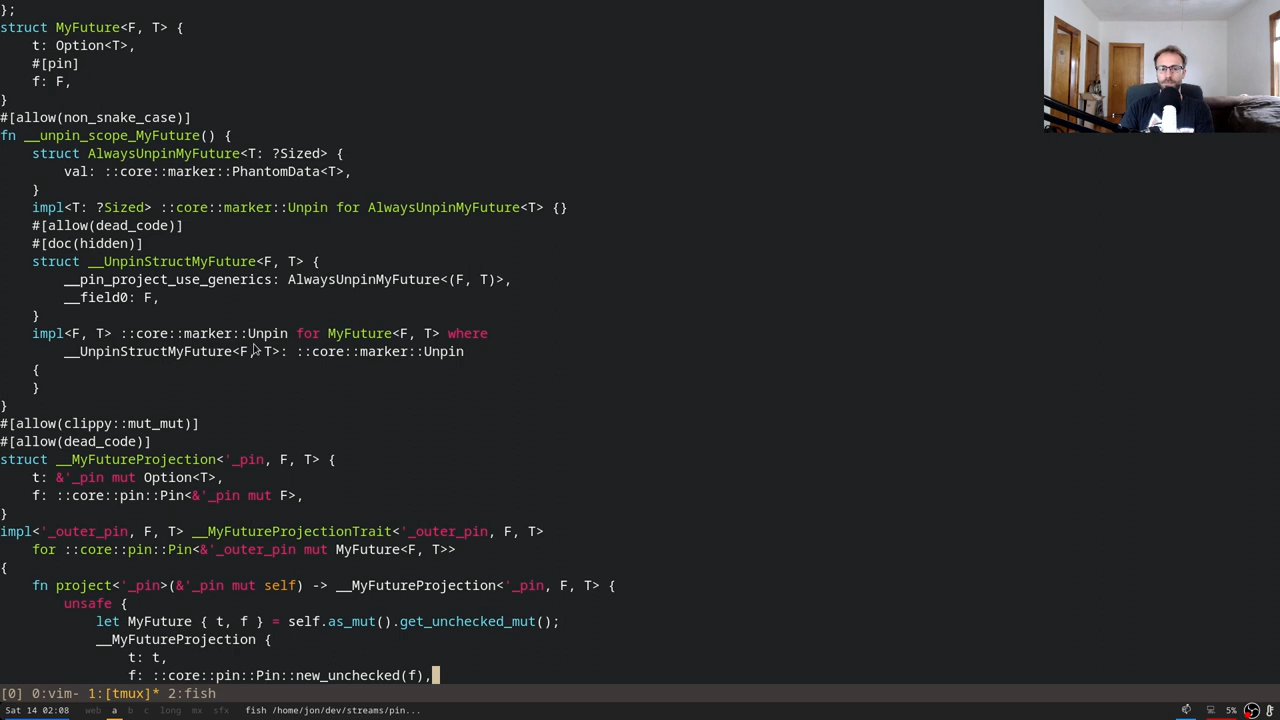 };
struct MyFuture<F, T> {
    t: Option<T>,
    #[pin]
    f: F,
}
#[allow(non_snake_case)]
fn __unpin_scope_MyFuture() {
    struct AlwaysUnpinMyFuture<T: ?Sized> {
        val: ::core::marker::PhantomData<T>,
    }
    impl<T: ?Sized> ::core::marker::Unpin for AlwaysUnpinMyFuture<T> {}
    #[allow(dead_code)]
    #[doc(hidden)]
    struct __UnpinStructMyFuture<F, T> {
        __pin_project_use_generics: AlwaysUnpinMyFuture<(F, T)>,
        __field0: F,
    }
    impl<F, T> ::core::marker::Unpin for MyFuture<F, T> where
        __UnpinStructMyFuture<F, T>: ::core::marker::Unpin
    {
    }
}
#[allow(clippy::mut_mut)]
#[allow(dead_code)]
struct __MyFutureProjection<'_pin, F, T> {
    t: &'_pin mut Option<T>,
    f: ::core::pin::Pin<&'_pin mut F>,
}
impl<'_outer_pin, F, T> __MyFutureProjectionTrait<'_outer_pin, F, T>
    for ::core::pin::Pin<&'_outer_pin mut MyFuture<F, T>>
{
    fn project<'_pin>(&'_pin mut self) -> __MyFutureProjection<'_pin, F, T> {
        unsafe {
            let MyFuture { t, f } = self.as_mut().get_unchecked_mut();
            __MyFutureProjection {
                t: t,
                f: ::core::pin::Pin::new_unchecked(f),
[0] 0:vim- 1:[tmux]* 2:fish
Sat 14 02:08 web a b c long mx sfx fish /home/jon/dev/streams/pin... 5%